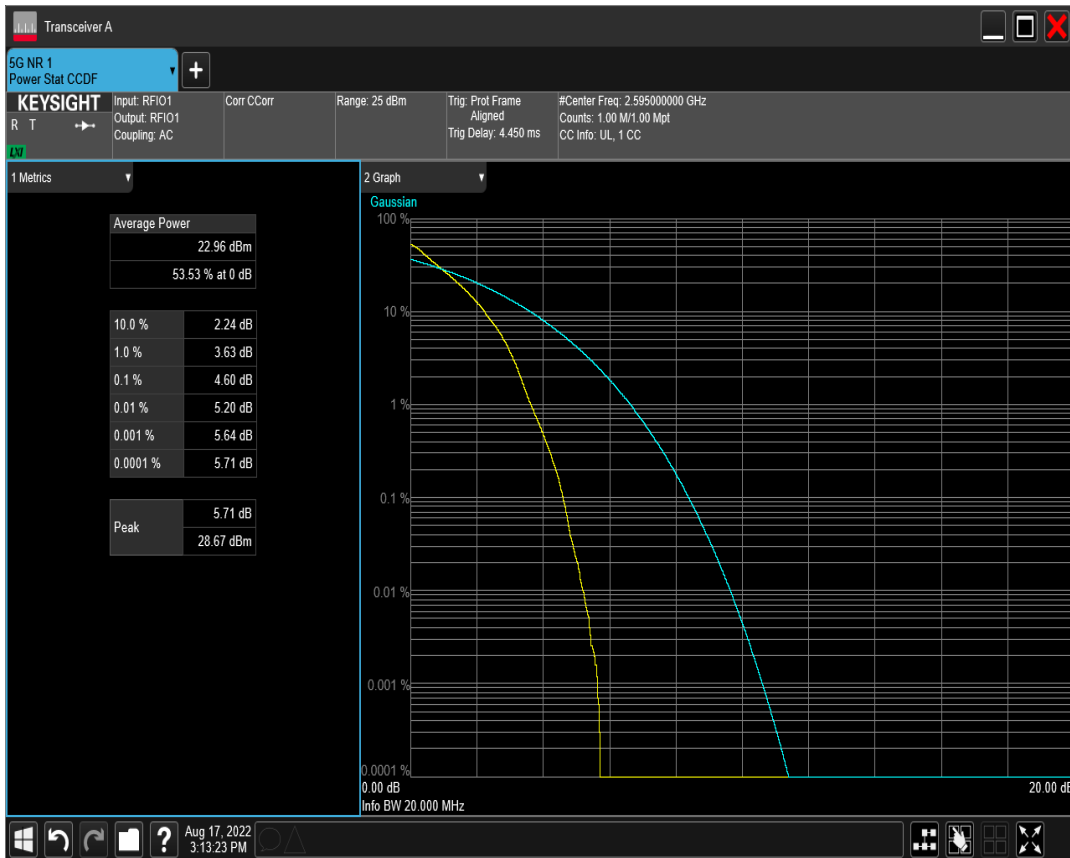 Transceiver A
5G NR 1
Power Stat CCDF
+
KEYSIGHT
R T
LXI
Input: RFIO1
Output: RFIO1
Coupling: AC
Corr CCorr
Range: 25 dBm
Trig: Prot Frame
Aligned
Trig Delay: 4.450 ms
#Center Freq: 2.595000000 GHz
Counts: 1.00 M/1.00 Mpt
CC Info: UL, 1 CC
1 Metrics
Average Power
22.96 dBm
53.53 % at 0 dB
10.0 % 2.24 dB
1.0 % 3.63 dB
0.1 % 4.60 dB
0.01 % 5.20 dB
0.001 % 5.64 dB
0.0001 % 5.71 dB
Peak
5.71 dB
28.67 dBm
2 Graph
Gaussian
100 %
10 %
1 %
0.1 %
0.01 %
0.001 %
0.0001 %
0.00 dB 20.00 dB
Info BW 20.000 MHz
?
Aug 17, 2022
3:13:23 PM